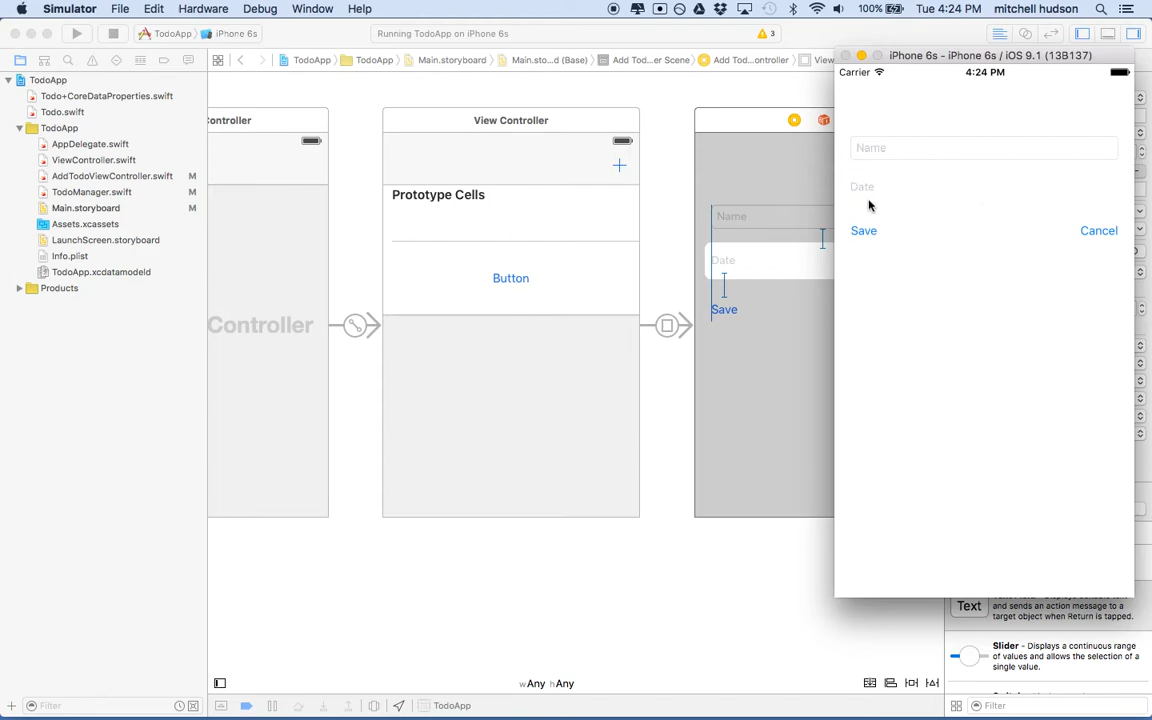 Simulator File Edit Hardware Debug Window Help 100% Tue 4:24 PM mitchell hudson
TodoApp iPhone 6s Running TodoApp on iPhone 6s 3
iPhone 6s - iPhone 6s / iOS 9.1 (13B137)
TodoApp TodoApp Main.storyboard Main.sto...d (Base) Add Tod...er Scene Add Tod...ontroller View
Carrier 4:24 PM
TodoApp
Todo+CoreDataProperties.swift
Todo.swift
TodoApp
AppDelegate.swift
ViewController.swift
AddTodoViewController.swift M
TodoManager.swift M
Main.storyboard M
Assets.xcassets
LaunchScreen.storyboard
Info.plist
TodoApp.xcdatamodeld
Products
ontroller
Controller
View Controller
Prototype Cells
Button
Name
Date
Save
Name
Date
Save Cancel
wAny hAny
Text
and sends an action message to a
target object when Return is tapped.
Slider - Displays a continuous range
of values and allows the selection of a
single value.
Filter TodoApp Filter